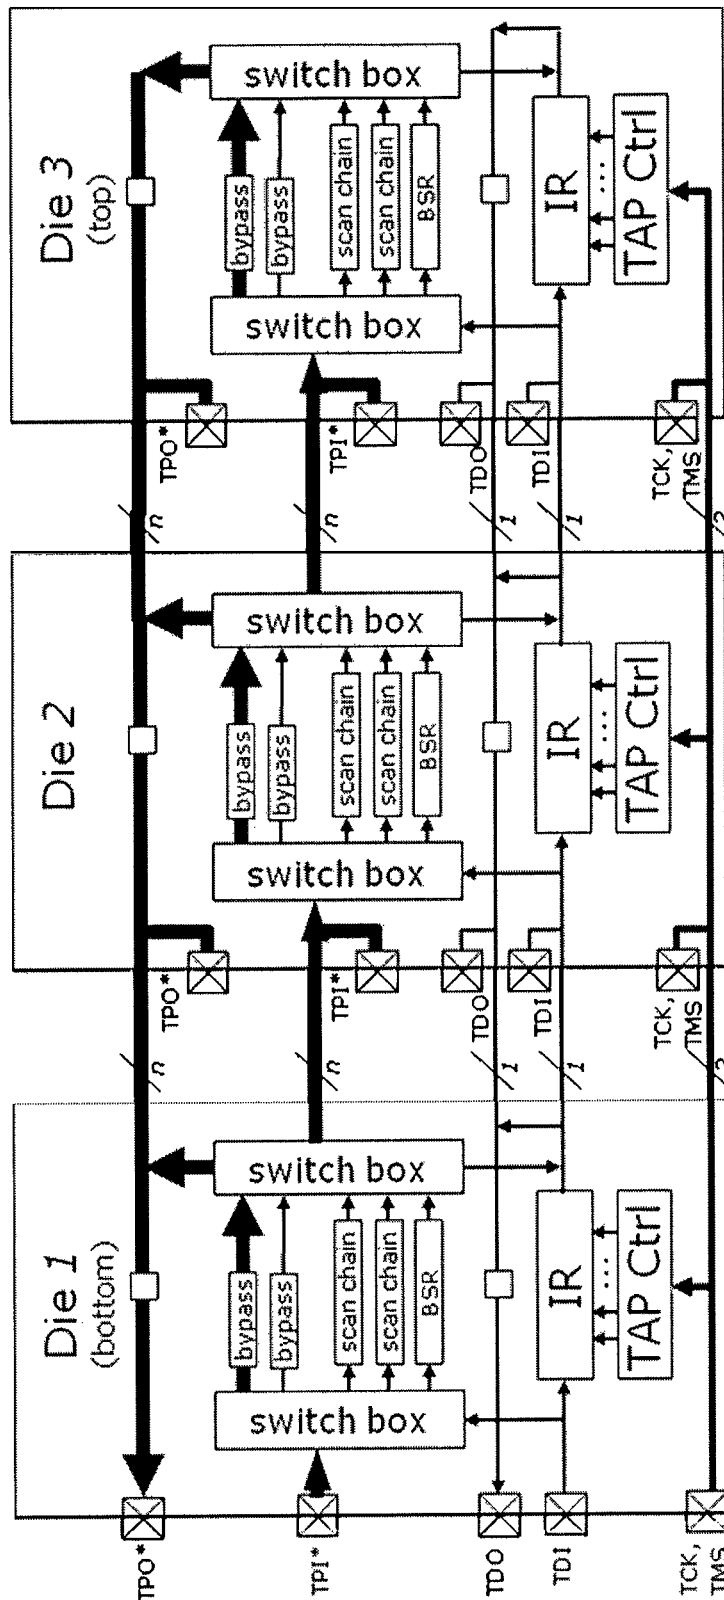 Die 1
(bottom)
TPO*
TPI*
TDO
TDI
TCK,
TMS
switch box
bypass
bypass
scan chain
scan chain
BSR
switch box
IR
...
TAP Ctrl
n
n
1
1
2
Die 2
TPO*
TPI*
TDO
TDI
TCK,
TMS
switch box
bypass
bypass
scan chain
scan chain
BSR
switch box
IR
...
TAP Ctrl
n
n
1
1
2
Die 3
(top)
TPO*
TPI*
TDO
TDI
TCK,
TMS
switch box
bypass
bypass
scan chain
scan chain
BSR
switch box
IR
...
TAP Ctrl